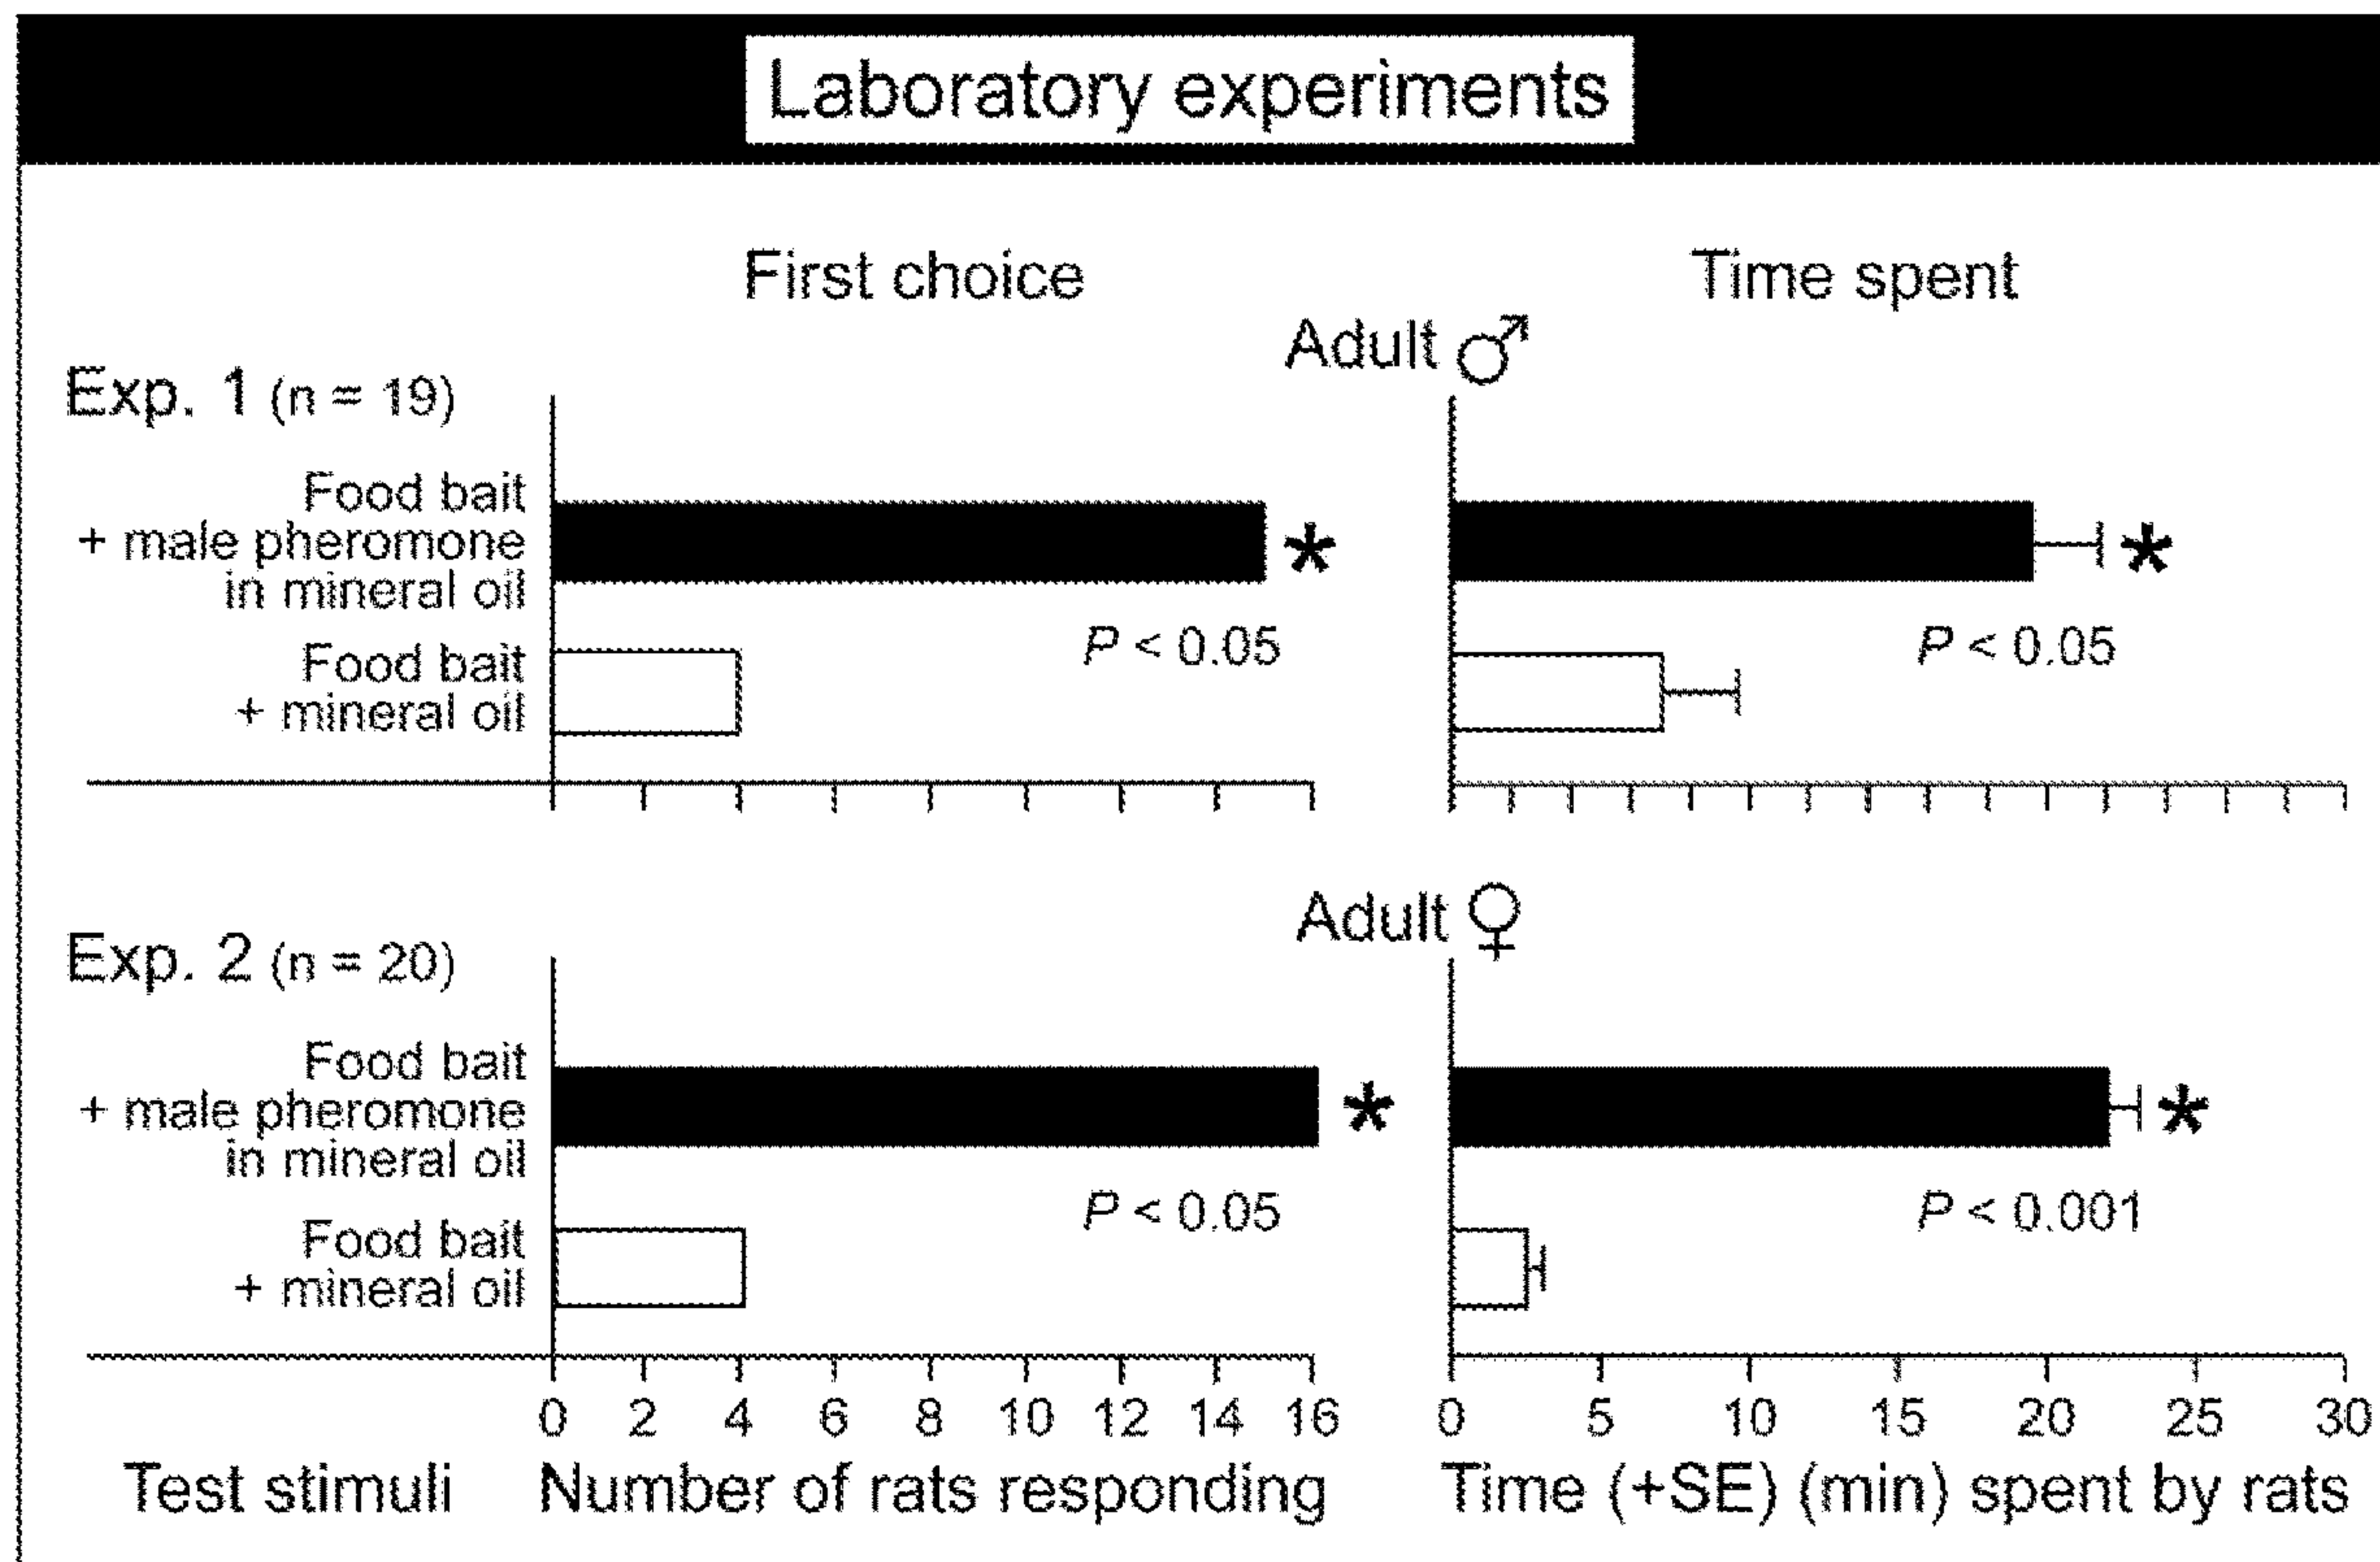 Laboratory experiments
First choice
Time spent
Adult ♂
Exp. 1 (n = 19)
Food bait
+ male pheromone
in mineral oil
*
*
P < 0.05
P < 0.05
Food bait
+ mineral oil
Adult ♀
Exp. 2 (n = 20)
Food bait
+ male pheromone
in mineral oil
*
*
P < 0.05
P < 0.001
Food bait
+ mineral oil
0 2 4 6 8 10 12 14 16
0 5 10 15 20 25 30
Test stimuli
Number of rats responding
Time (+SE) (min) spent by rats